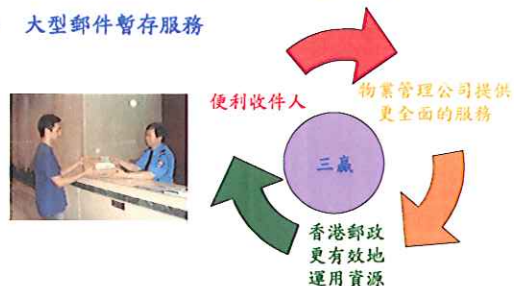 大型郵件暫存服務
便利收件人
物業管理公司提供
更全面的服務
三贏
香港郵政
更有效地
運用資源